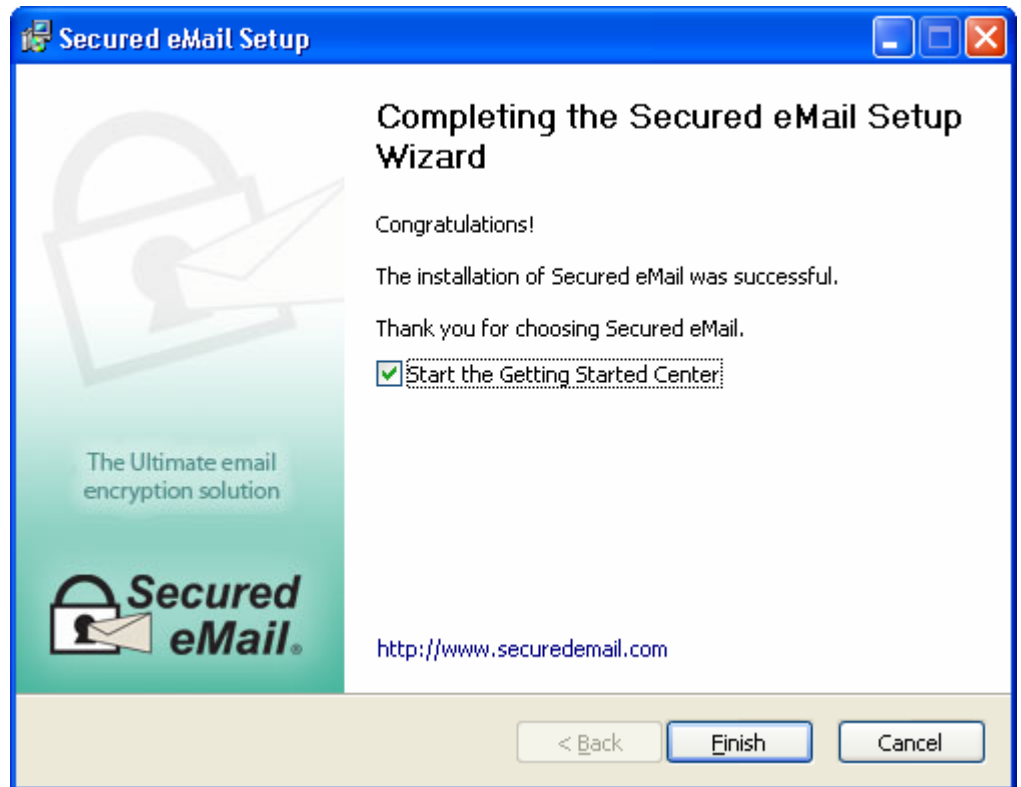 Secured eMail Setup
Completing the Secured eMail Setup
Wizard
Congratulations!
The installation of Secured eMail was successful.
Thank you for choosing Secured eMail.
Start the Getting Started Center
The Ultimate email
encryption solution
Secured
eMail®
http://www.securedemail.com
< Back
Finish
Cancel